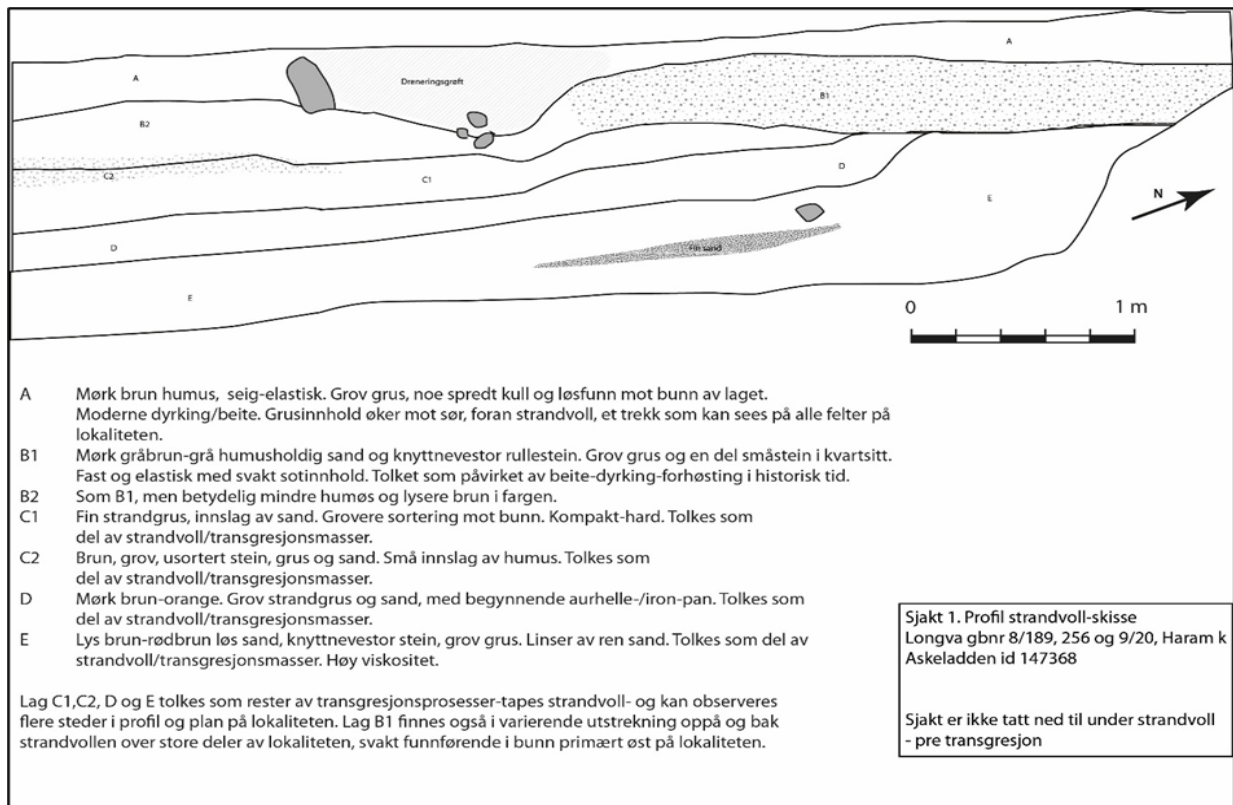 A
A
Dreneringsgrøft
B1
B2
C2
C1
D
D
E
N
Fin sand
E
0 1 m
A Mørk brun humus, seig-elastisk. Grov grus, noe spredt kull og løsfunn mot bunn av laget.
Moderne dyrking/beite. Grusinnhold øker mot sør, foran strandvoll, et trekk som kan sees på alle felter på
lokaliteten.
B1 Mørk gråbrun-grå humusholdig sand og knyttnevestor rullestein. Grov grus og en del småstein i kvartsitt.
Fast og elastisk med svakt sotinnhold. Tolket som påvirket av beite-dyrking-forhøsting i historisk tid.
B2 Som B1, men betydelig mindre humøs og lysere brun i fargen.
C1 Fin strandgrus, innslag av sand. Grovere sortering mot bunn. Kompakt-hard. Tolkes som
del av strandvoll/transgresjonsmasser.
C2 Brun, grov, usortert stein, grus og sand. Små innslag av humus. Tolkes som
del av strandvoll/transgresjonsmasser.
D Mørk brun-orange. Grov strandgrus og sand, med begynnende aurhelle-/iron-pan. Tolkes som
del av strandvoll/transgresjonsmasser.
E Lys brun-rødbrun løs sand, knyttnevestor stein, grov grus. Linser av ren sand. Tolkes som del av
strandvoll/transgresjonsmasser. Høy viskositet.
Lag C1,C2, D og E tolkes som rester av transgresjonsprosesser-tapes strandvoll- og kan observeres
flere steder i profil og plan på lokaliteten. Lag B1 finnes også i varierende utstrekning oppå og bak
strandvollen over store deler av lokaliteten, svakt funnførende i bunn primært øst på lokaliteten.
Sjakt 1. Profil strandvoll-skisse
Longva gbnr 8/189, 256 og 9/20, Haram k
Askeladden id 147368
Sjakt er ikke tatt ned til under strandvoll
- pre transgresjon